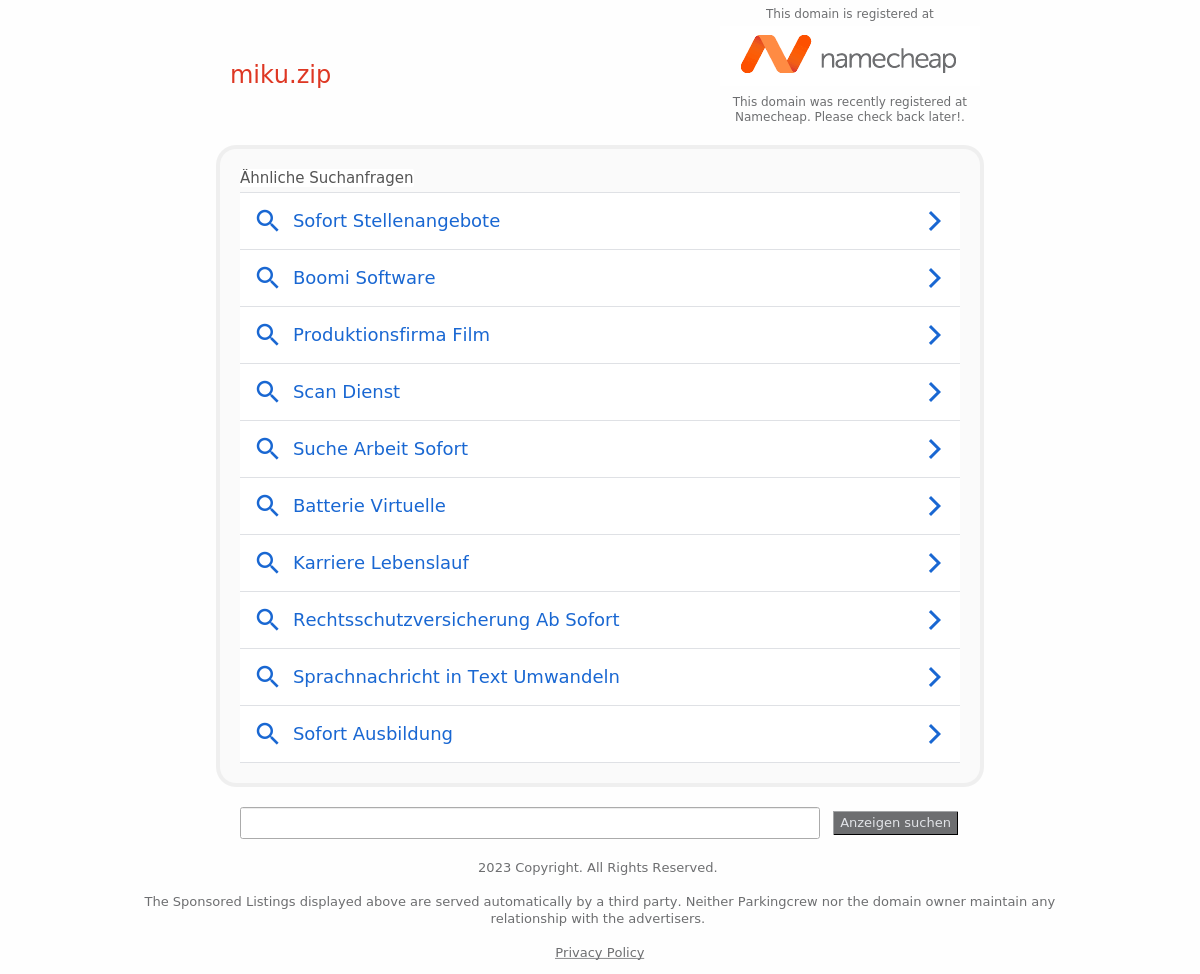 This domain is registered at
namecheap
miku.zip
This domain was recently registered at
Namecheap. Please check back later!.
Ähnliche Suchanfragen
Sofort Stellenangebote
Boomi Software
Produktionsfirma Film
Scan Dienst
Suche Arbeit Sofort
Batterie Virtuelle
Karriere Lebenslauf
Rechtsschutzversicherung Ab Sofort
Sprachnachricht in Text Umwandeln
Sofort Ausbildung
Anzeigen suchen
2023 Copyright. All Rights Reserved.
The Sponsored Listings displayed above are served automatically by a third party. Neither Parkingcrew nor the domain owner maintain any
relationship with the advertisers.
Privacy Policy